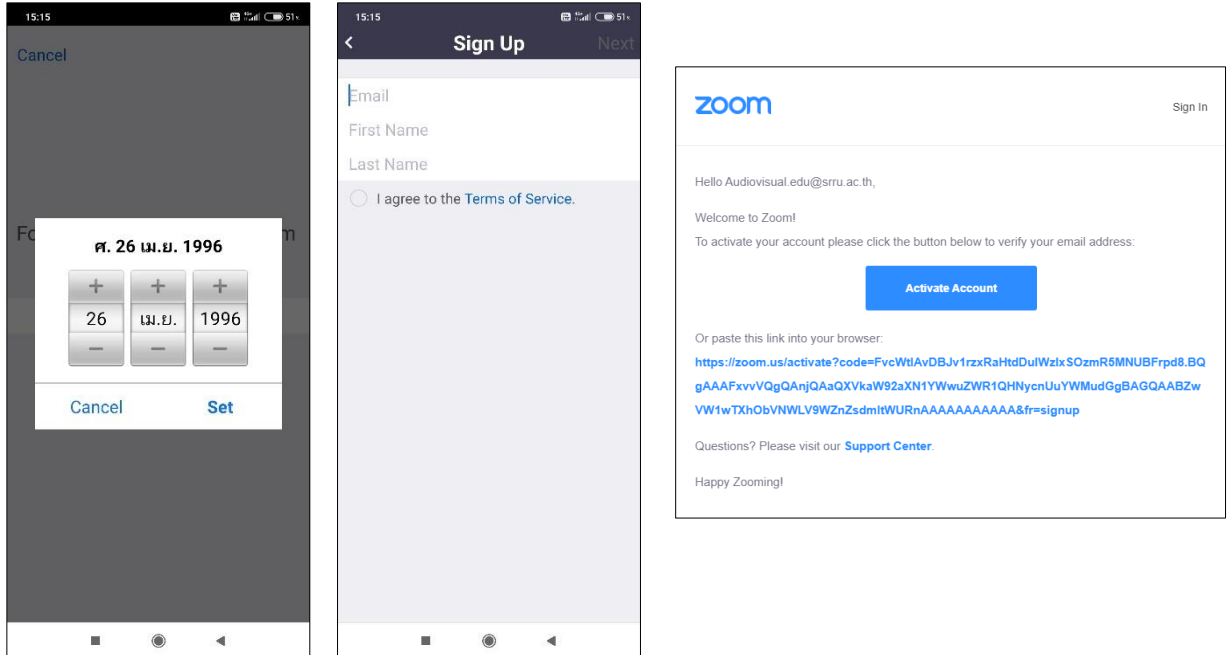 15:15
51
Cancel
Fo
m
ศ. 26 เม.ย. 1996
+ + +
26 เม.ย. 1996
− − −
Cancel Set
15:15
51
Sign Up Next
Email
First Name
Last Name
I agree to the Terms of Service.
zoom
Sign In
Hello Audiovisual.edu@srru.ac.th,
Welcome to Zoom!
To activate your account please click the button below to verify your email address:
Activate Account
Or paste this link into your browser:
https://zoom.us/activate?code=FvcWtIAvDBJv1rzxRaHtdDulWzIxSOzmR5MNUBFrpd8.BQ
gAAAFxvvVQgQAnjQAaQXVkaW92aXN1YWwuZWR1QHNycnUuYWMudGgBAGQAABZw
VW1wTXhObVNWLV9WZnZsdmltWURnAAAAAAAAAAA&fr=signup
Questions? Please visit our Support Center.
Happy Zooming!